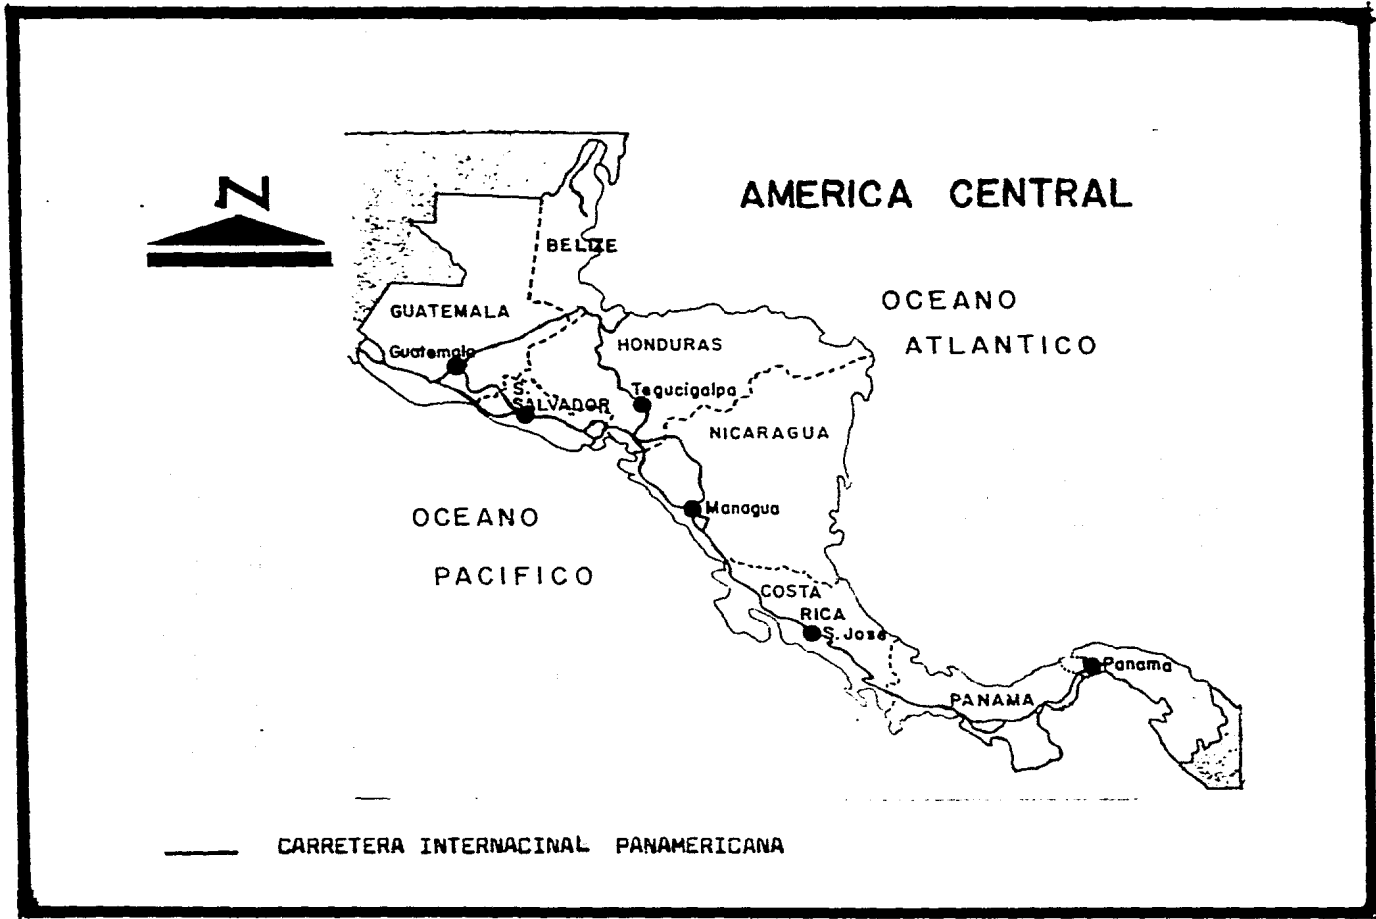 N
AMERICA CENTRAL
BELIZE
OCEANO
ATLANTICO
GUATEMALA
HONDURAS
Guatemala
S.
SALVADOR
Tegucigalpa
NICARAGUA
Managua
OCEANO
PACIFICO
COSTA
RICA
S. José
Panama
PANAMA
CARRETERA INTERNACINAL PANAMERICANA